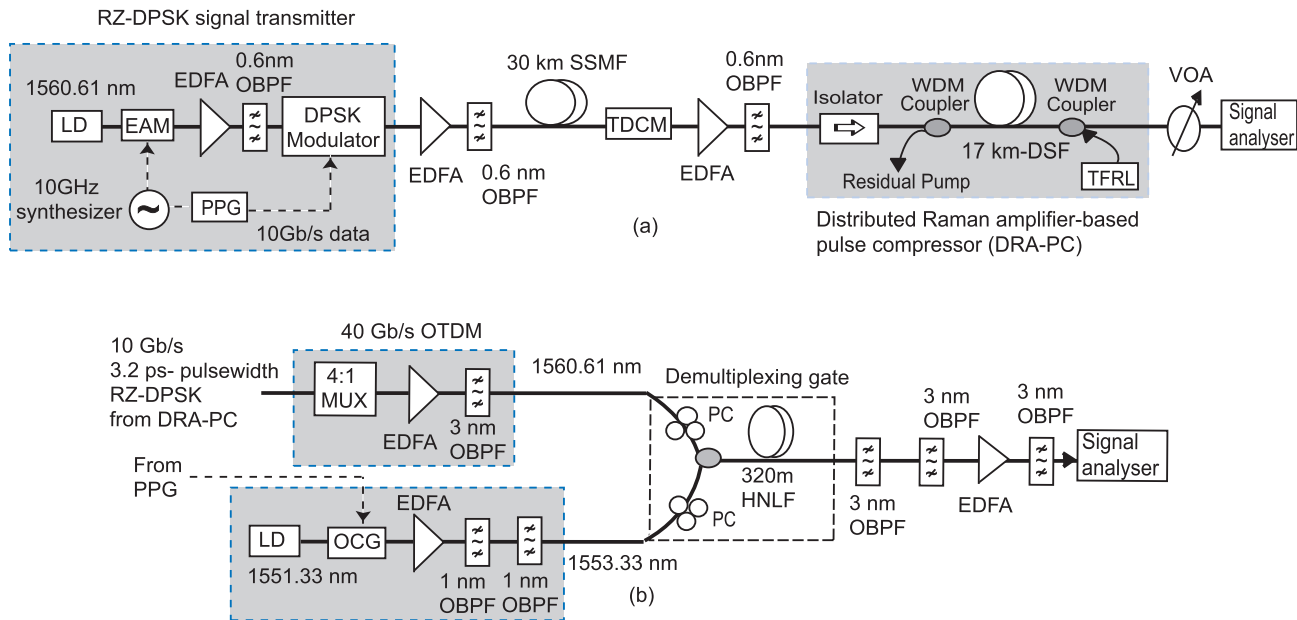 RZ-DPSK signal transmitter
1560.61 nm
LD
EAM
EDFA
0.6nm
OBPF
DPSK
Modulator
10GHz
synthesizer
~
PPG
10Gb/s data
EDFA
0.6 nm
OBPF
30 km SSMF
TDCM
EDFA
0.6nm
OBPF
(a)
Isolator
WDM
Coupler
WDM
Coupler
17 km-DSF
Residual Pump
TFRL
Distributed Raman amplifier-based
pulse compressor (DRA-PC)
VOA
Signal
analyser
40 Gb/s OTDM
10 Gb/s
3.2 ps- pulsewidth
RZ-DPSK
from DRA-PC
4:1
MUX
EDFA
3 nm
OBPF
1560.61 nm
Demultiplexing gate
PC
PC
320m
HNLF
3 nm
OBPF
3 nm
OBPF
EDFA
3 nm
OBPF
Signal
analyser
From
PPG
LD
1551.33 nm
OCG
EDFA
1 nm
OBPF
1 nm
OBPF
1553.33 nm
(b)